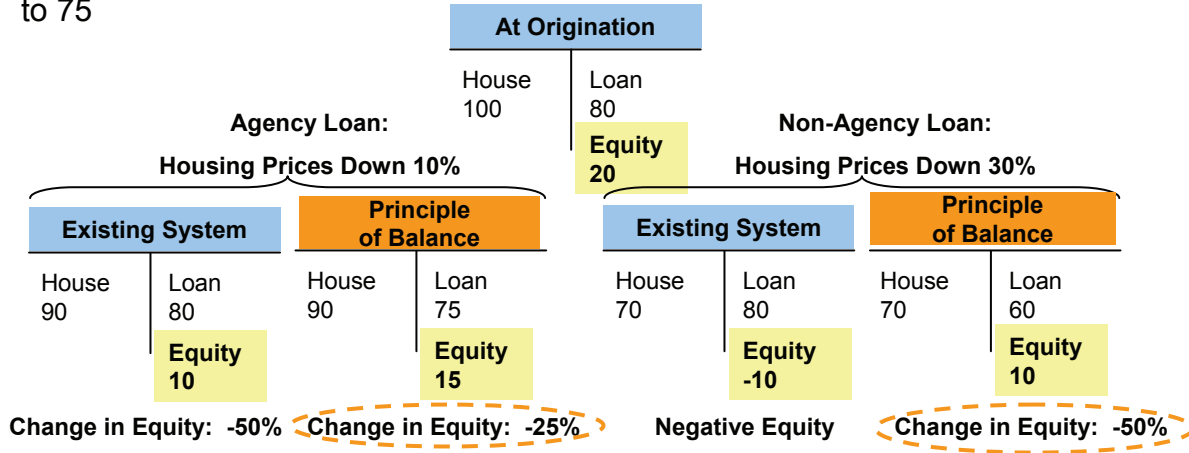 to 75
At Origination
House
100
Loan
80
Equity
20
Agency Loan:
Housing Prices Down 10%
Non-Agency Loan:
Housing Prices Down 30%
Existing System
House
90
Loan
80
Equity
10
Change in Equity: -50%
Principle
of Balance
House
90
Loan
75
Equity
15
Change in Equity: -25%
Existing System
House
70
Loan
80
Equity
-10
Negative Equity
Principle
of Balance
House
70
Loan
60
Equity
10
Change in Equity: -50%